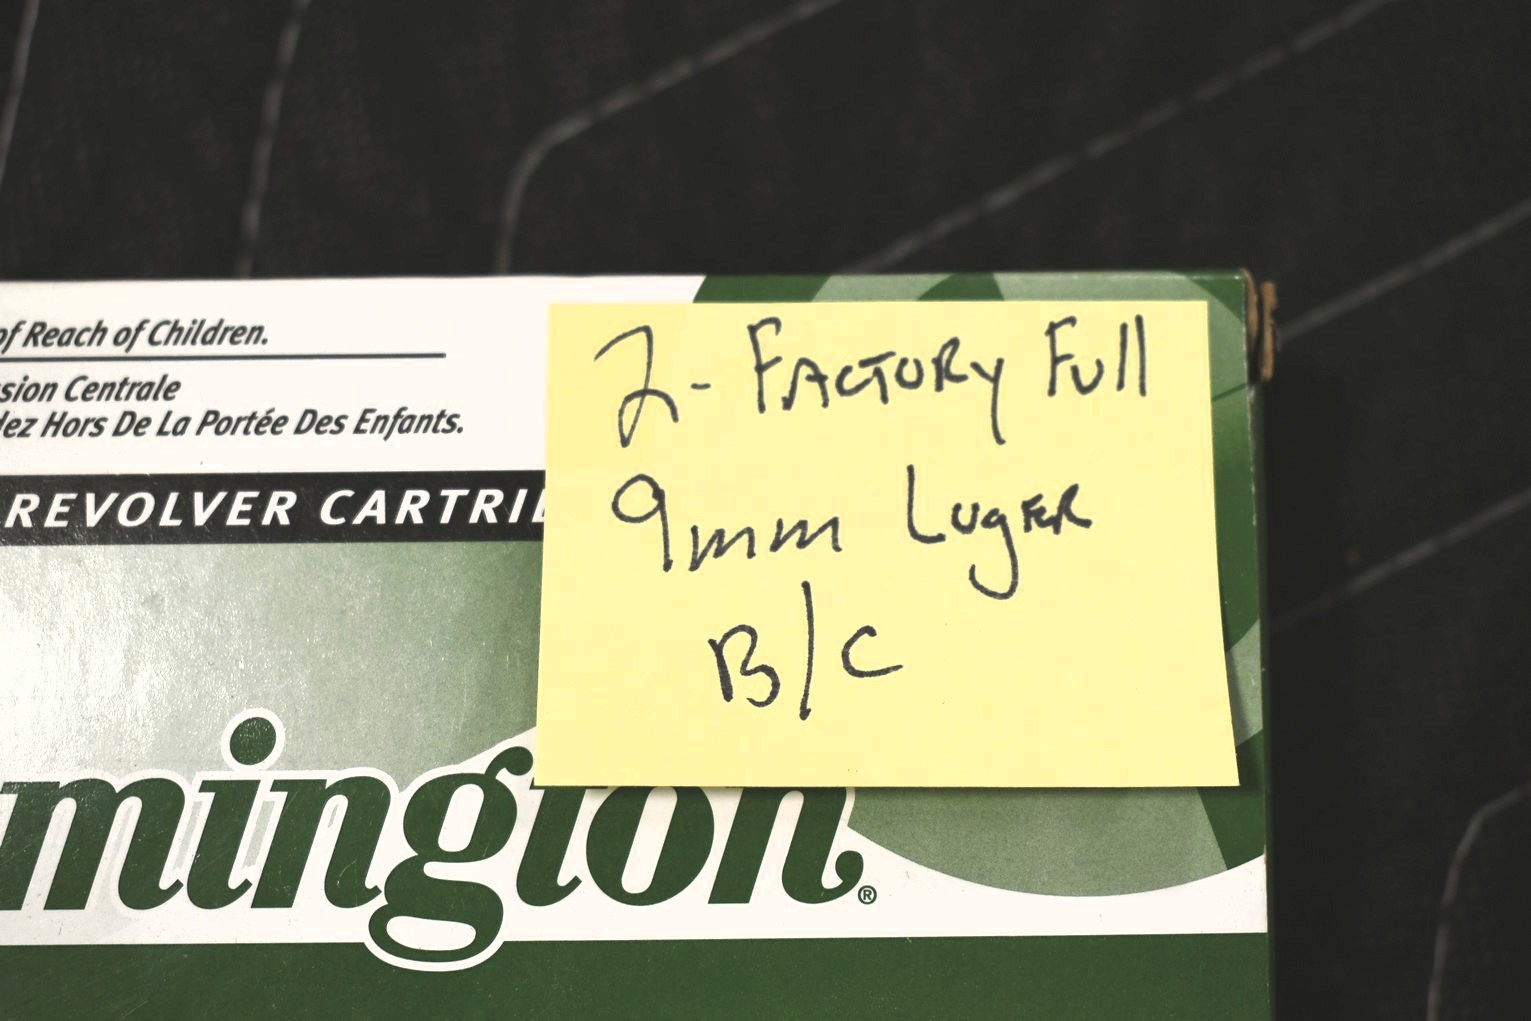 of Reach of Children.
sion Centrale
dez Hors De La Portée Des Enfants.
REVOLVER CARTRI
mington®
2- FACTORY Full
9mm LugER
B/C